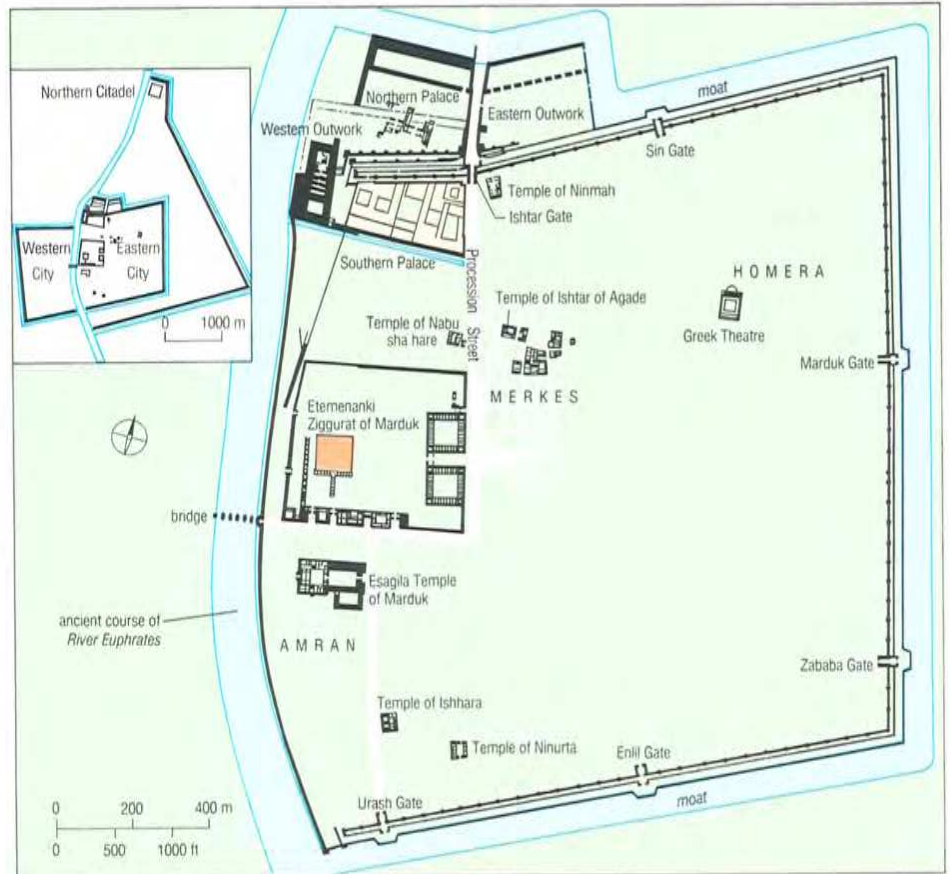 Northern Citadel
Western
City
Eastern
City
0 1000 m
Northern Palace
Western Outwork
Eastern Outwork
moat
Sin Gate
Temple of Ninmah
Ishtar Gate
Southern Palace
Procession Street
HOMERA
Temple of Ishtar of Agade
Greek Theatre
Temple of Nabu
sha hare
Marduk Gate
MERKES
Etemenanki
Ziggurat of Marduk
bridge
Esagila Temple
of Marduk
ancient course of
River Euphrates
AMRAN
Zababa Gate
Temple of Ishhara
Temple of Ninurta
Enlil Gate
Urash Gate
moat
0 200 400 m
0 500 1000 ft